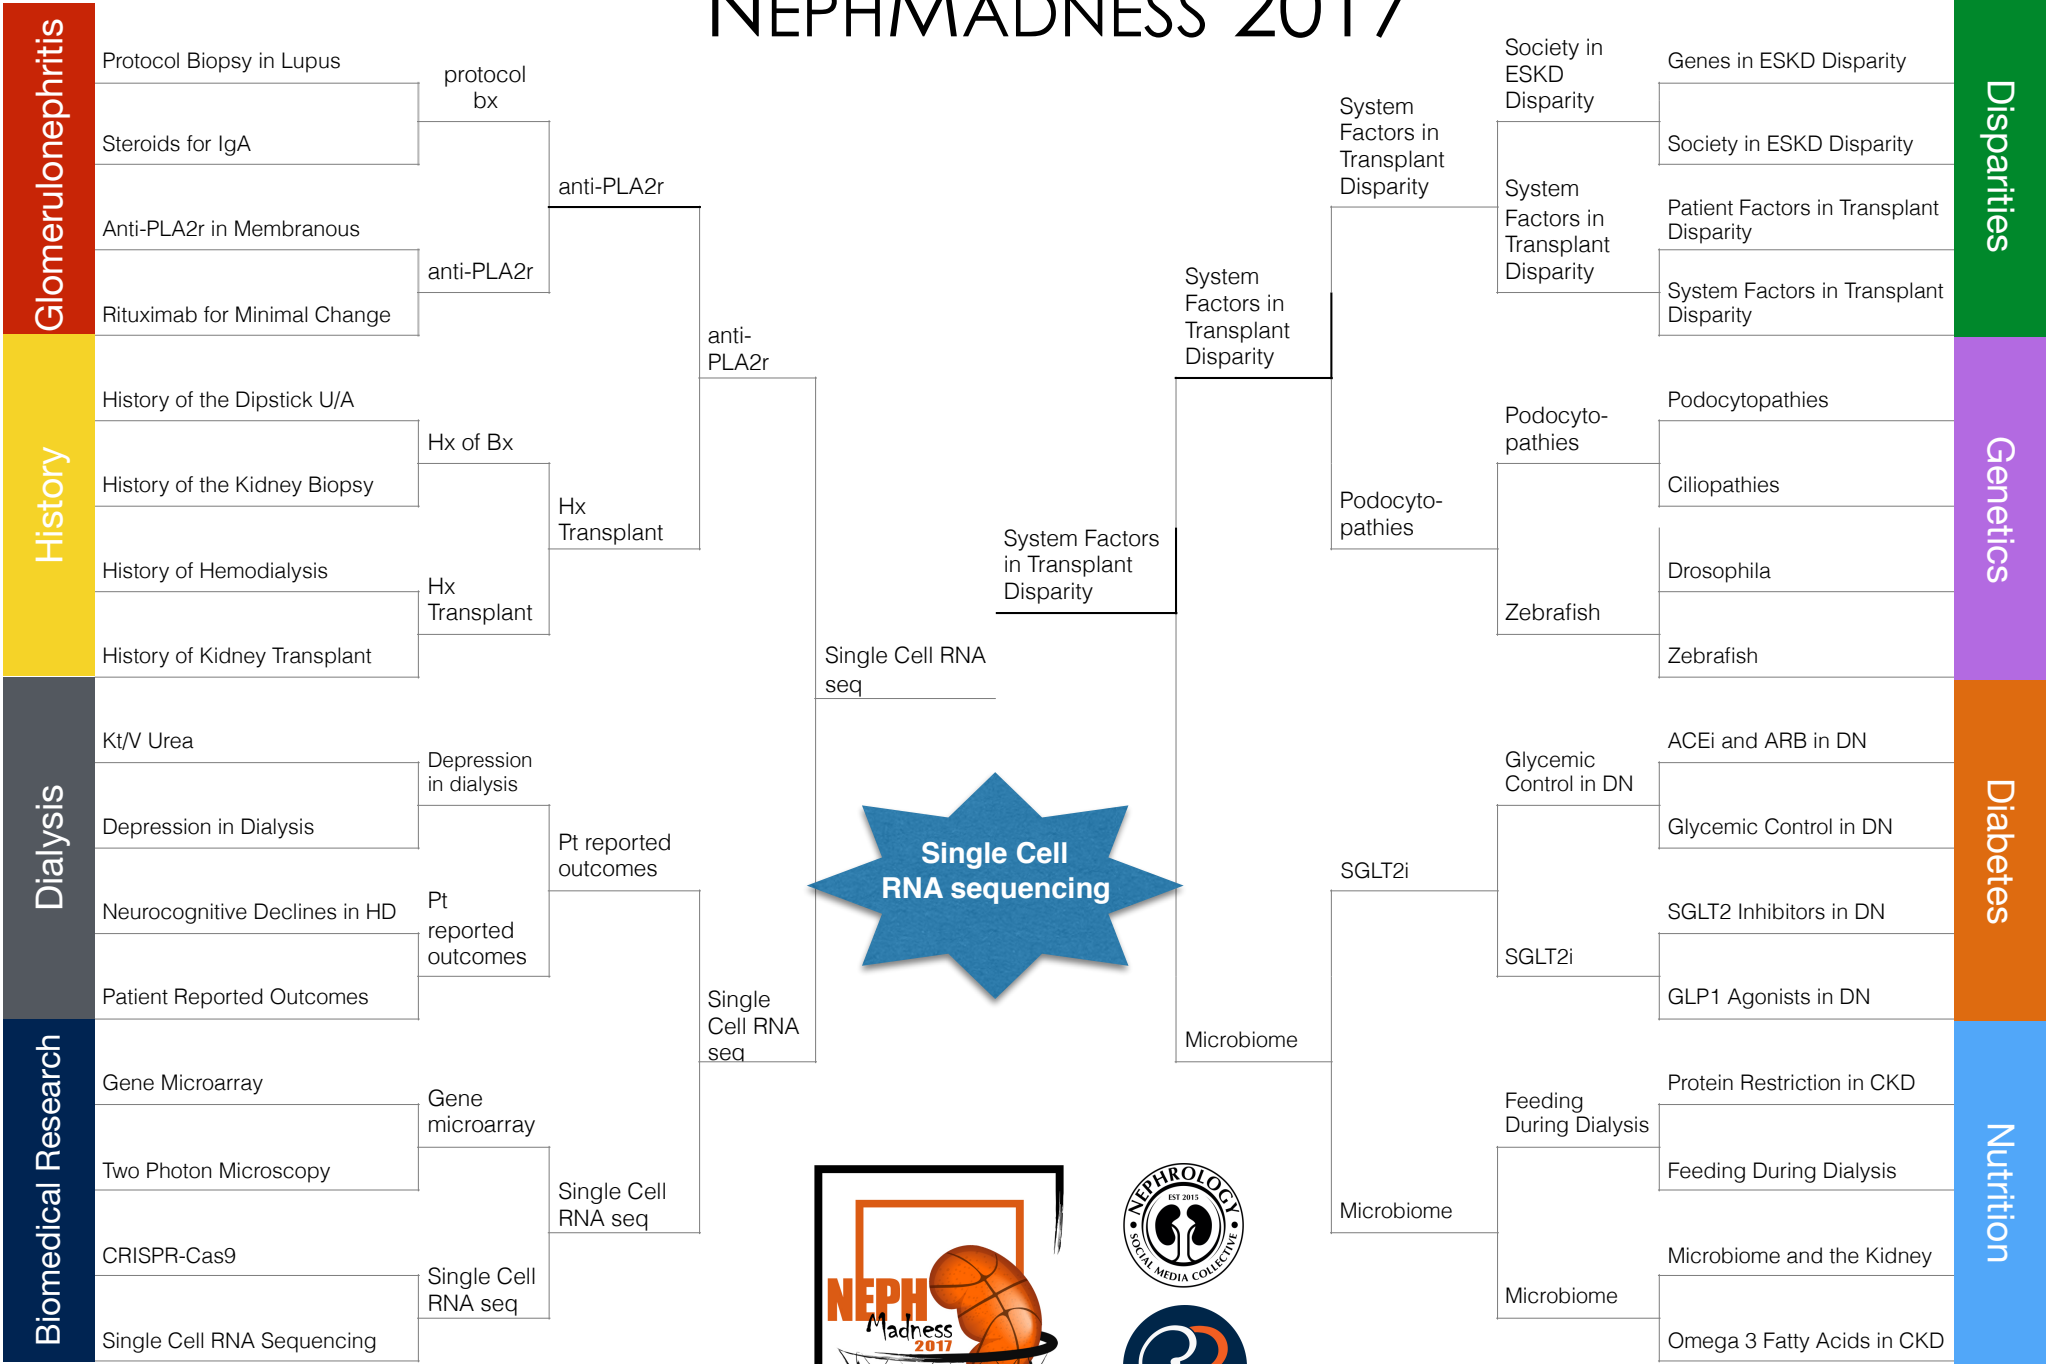 NEPHMADNESS 2017
Glomerulonephritis
Protocol Biopsy in Lupus
Steroids for IgA
Anti-PLA2r in Membranous
Rituximab for Minimal Change
History
History of the Dipstick U/A
History of the Kidney Biopsy
History of Hemodialysis
History of Kidney Transplant
Dialysis
Kt/V Urea
Depression in Dialysis
Neurocognitive Declines in HD
Patient Reported Outcomes
Biomedical Research
Gene Microarray
Two Photon Microscopy
CRISPR-Cas9
Single Cell RNA Sequencing
protocol
bx
anti-PLA2r
Hx of Bx
Hx
Transplant
Depression
in dialysis
Pt
reported
outcomes
Gene
microarray
Single Cell
RNA seq
anti-PLA2r
Hx
Transplant
Pt reported
outcomes
Single Cell
RNA seq
anti-
PLA2r
Single
Cell RNA
seq
Single Cell RNA
seq
Single Cell
RNA sequencing
System Factors
in Transplant
Disparity
System
Factors in
Transplant
Disparity
Microbiome
System
Factors in
Transplant
Disparity
Podocyto-
pathies
SGLT2i
Microbiome
Society in
ESKD
Disparity
System
Factors in
Transplant
Disparity
Podocyto-
pathies
Zebrafish
Glycemic
Control in DN
SGLT2i
Feeding
During Dialysis
Microbiome
Genes in ESKD Disparity
Society in ESKD Disparity
Patient Factors in Transplant
Disparity
System Factors in Transplant
Disparity
Disparities
Podocytopathies
Ciliopathies
Drosophila
Zebrafish
Genetics
ACEi and ARB in DN
Glycemic Control in DN
SGLT2 Inhibitors in DN
GLP1 Agonists in DN
Diabetes
Protein Restriction in CKD
Feeding During Dialysis
Microbiome and the Kidney
Omega 3 Fatty Acids in CKD
Nutrition
NEPH
Madness
2017
NEPHROLOGY
EST 2015
SOCIAL MEDIA COLLECTIVE